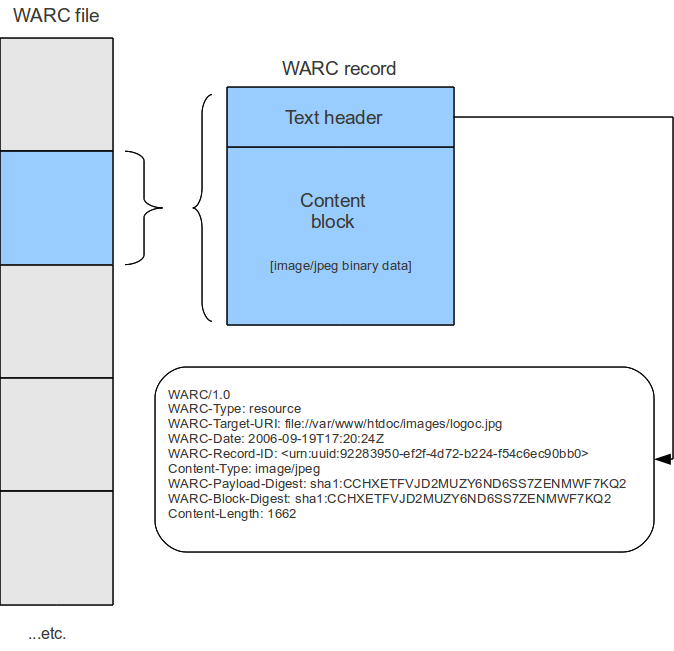 WARC file
WARC record
Text header
Content
block
[image/jpeg binary data]
WARC/1.0
WARC-Type: resource
WARC-Target-URI: file://var/www/htdoc/images/logoc.jpg
WARC-Date: 2006-09-19T17:20:24Z
WARC-Record-ID: <urn:uuid:92283950-ef2f-4d72-b224-f54c6ec90bb0>
Content-Type: image/jpeg
WARC-Payload-Digest: sha1:CCHXETFVJD2MUZY6ND6SS7ZENMWF7KQ2
WARC-Block-Digest: sha1:CCHXETFVJD2MUZY6ND6SS7ZENMWF7KQ2
Content-Length: 1662
...etc.